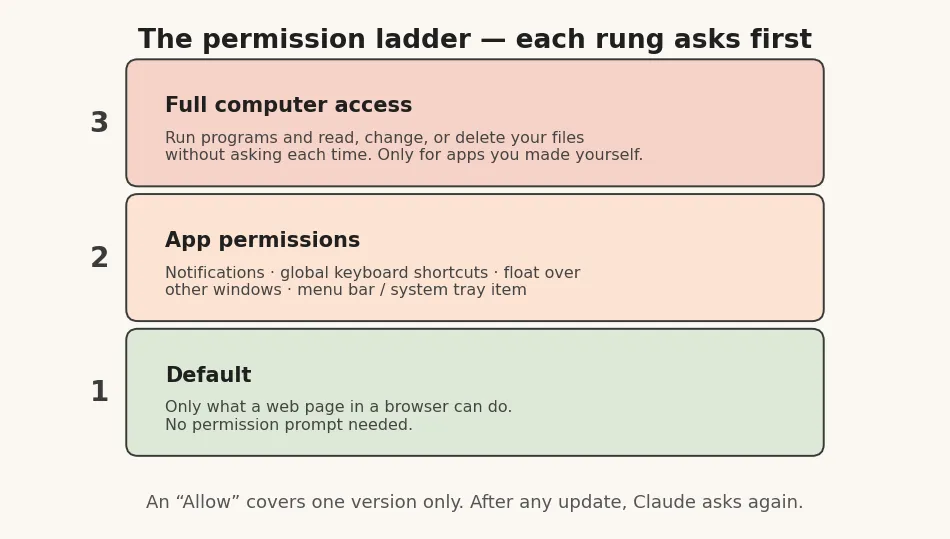 The permission ladder — each rung asks first
3
Full computer access
Run programs and read, change, or delete your files
without asking each time. Only for apps you made yourself.
2
App permissions
Notifications · global keyboard shortcuts · float over
other windows · menu bar / system tray item
1
Default
Only what a web page in a browser can do.
No permission prompt needed.
An “Allow” covers one version only. After any update, Claude asks again.